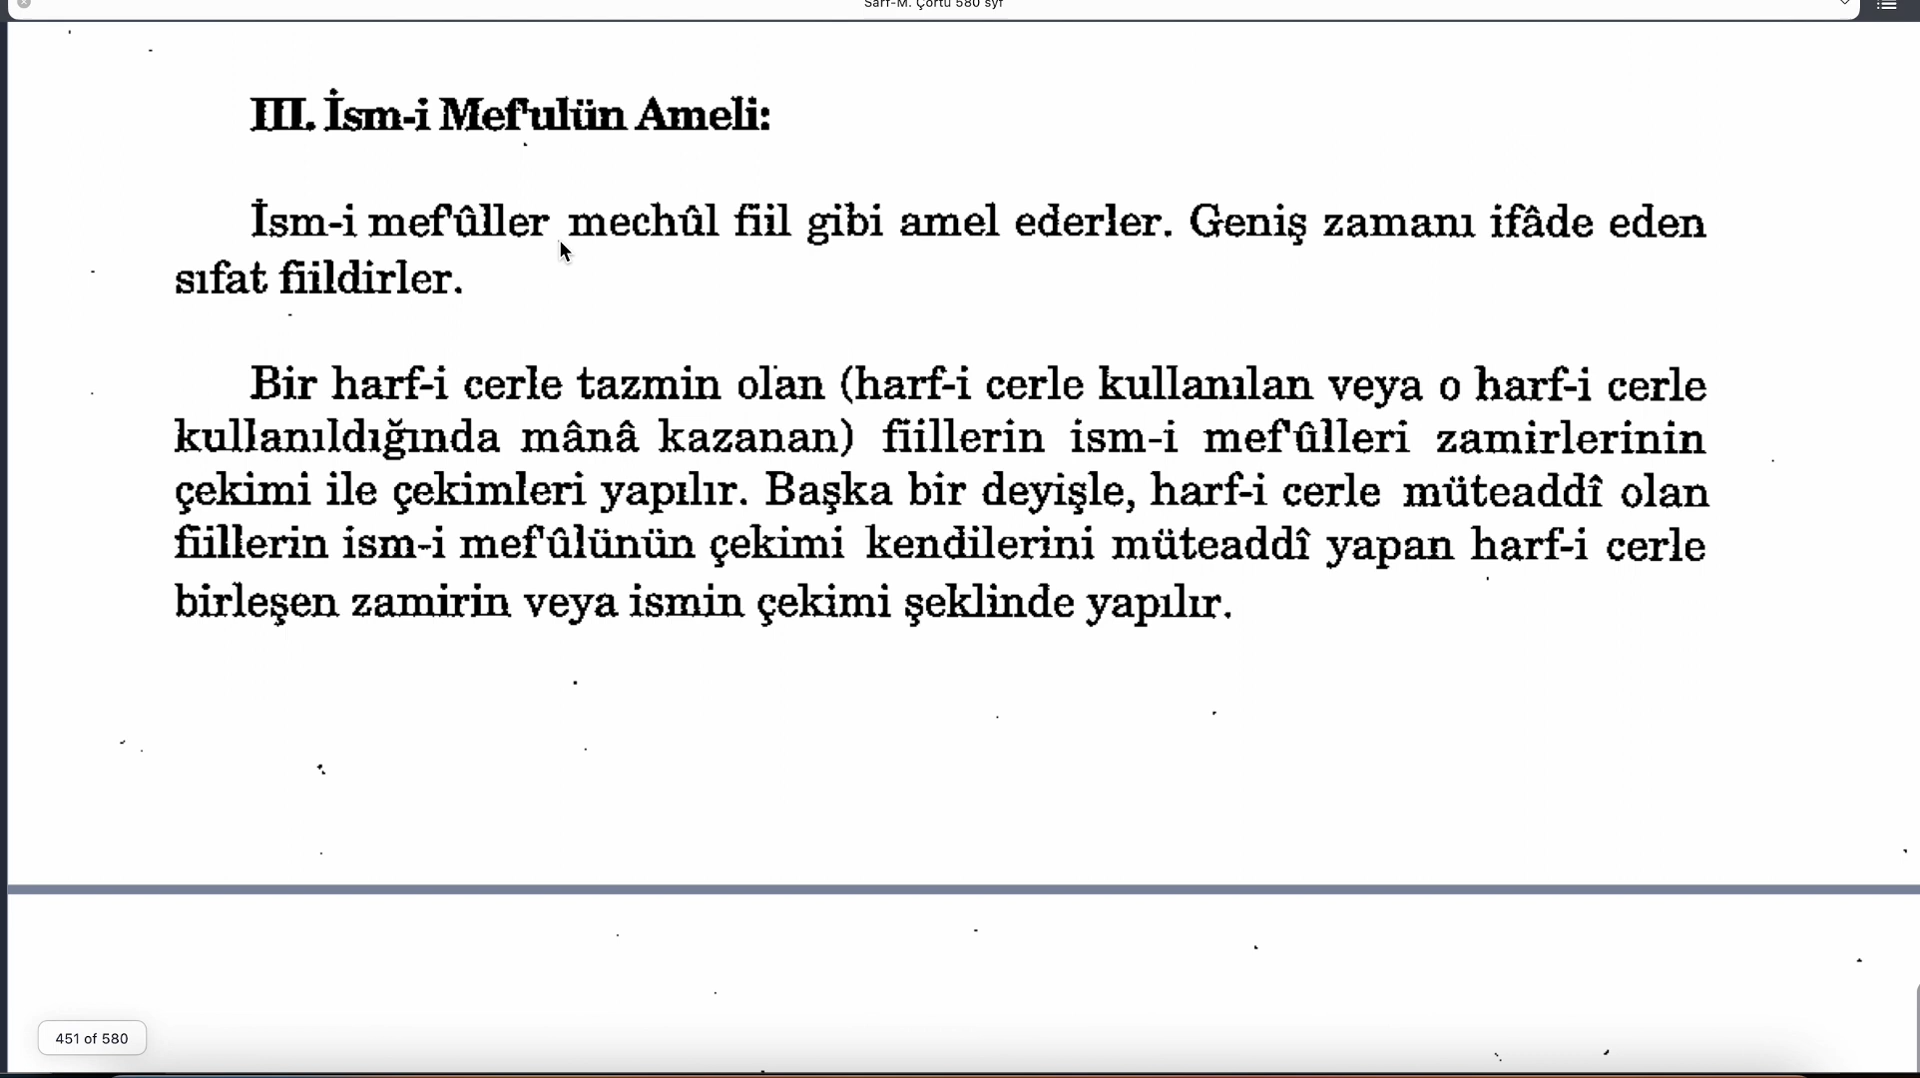 Sarf-M. Çörtü 580 syf
III. İsm-i Mef'ulün Ameli:
İsm-i mef'ûller mechûl fiil gibi amel ederler. Geniş zamanı ifâde eden
sıfat fiildirler.
Bir harf-i cerle tazmin olan (harf-i cerle kullanılan veya o harf-i cerle
kullanıldığında mânâ kazanan) fiillerin ism-i mef'ûlleri zamirlerinin
çekimi ile çekimleri yapılır. Başka bir deyişle, harf-i cerle müteaddî olan
fiillerin ism-i mef'ûlünün çekimi kendilerini müteaddî yapan harf-i cerle
birleşen zamirin veya ismin çekimi şeklinde yapılır.
451 of 580